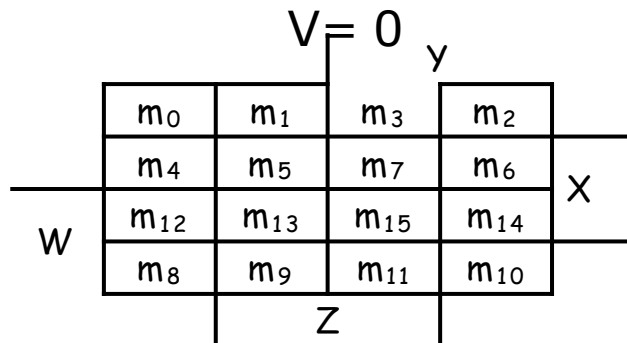 V= 0
Y
m₀ m₁ m₃ m₂
m₄ m₅ m₇ m₆
X
m₁₂ m₁₃ m₁₅ m₁₄
W
m₈ m₉ m₁₁ m₁₀
Z